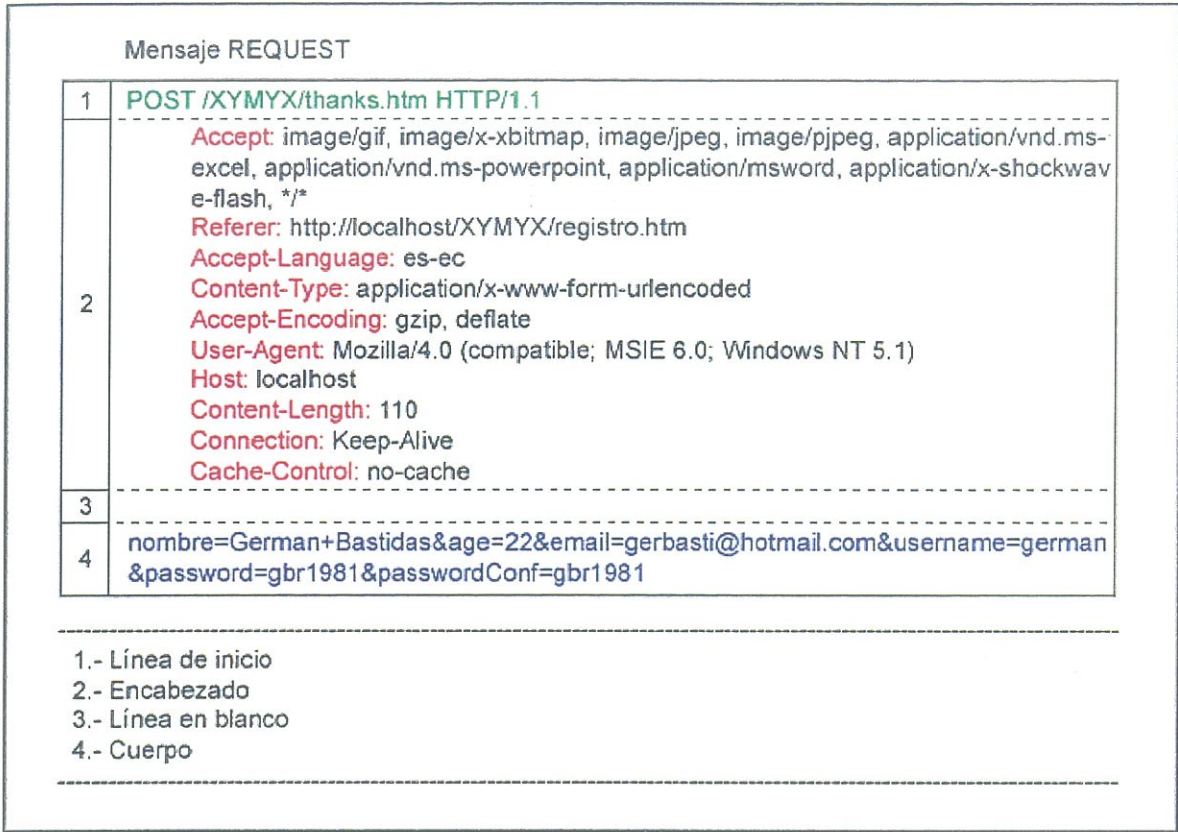 Mensaje REQUEST
1 POST /XYMYX/thanks.htm HTTP/1.1
Accept: image/gif, image/x-xbitmap, image/jpeg, image/pjpeg, application/vnd.ms-
excel, application/vnd.ms-powerpoint, application/msword, application/x-shockwav
e-flash, */*
Referer: http://localhost/XYMYX/registro.htm
Accept-Language: es-ec
Content-Type: application/x-www-form-urlencoded
2
Accept-Encoding: gzip, deflate
User-Agent: Mozilla/4.0 (compatible; MSIE 6.0; Windows NT 5.1)
Host: localhost
Content-Length: 110
Connection: Keep-Alive
Cache-Control: no-cache
3
nombre=German+Bastidas&age=22&email=gerbasti@hotmail.com&username=german
4
&password=gbr1981&passwordConf=gbr1981
1.- Línea de inicio
2.- Encabezado
3.- Línea en blanco
4.- Cuerpo